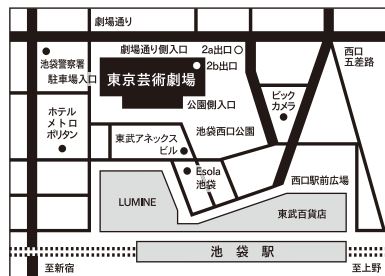 劇場通り
劇場通り側入口
2a出口
西口
五差路
池袋警察署
駐車場入口
2b出口
東京芸術劇場
公園側入口
ビック
カメラ
ホテル
メトロ
ポリタン
池袋西口公園
東武アネックス
ビル
Esola
池袋
西口駅前広場
LUMINE
東武百貨店
池袋駅
至新宿
至上野